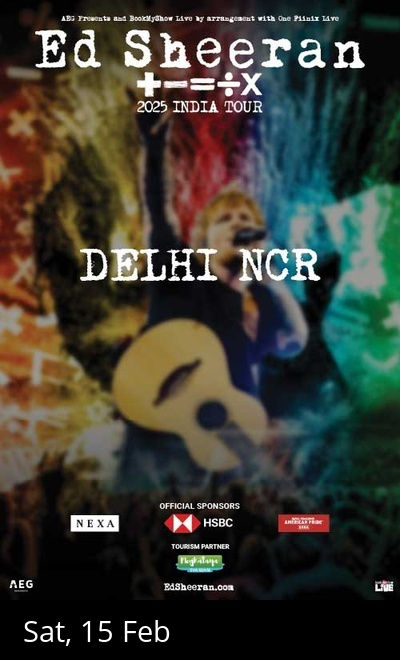 AEG Presents and BookMyShow Live by arrangement with One Fiinix Live
Ed Sheeran
+-=÷x
2025 INDIA TOUR
DELHI NCR
OFFICIAL SPONSORS
NEXA
HSBC
AMERICAN PRIDE
TOURISM PARTNER
Meghalaya
AEG
EdSheeran.com
LIVE
Sat, 15 Feb